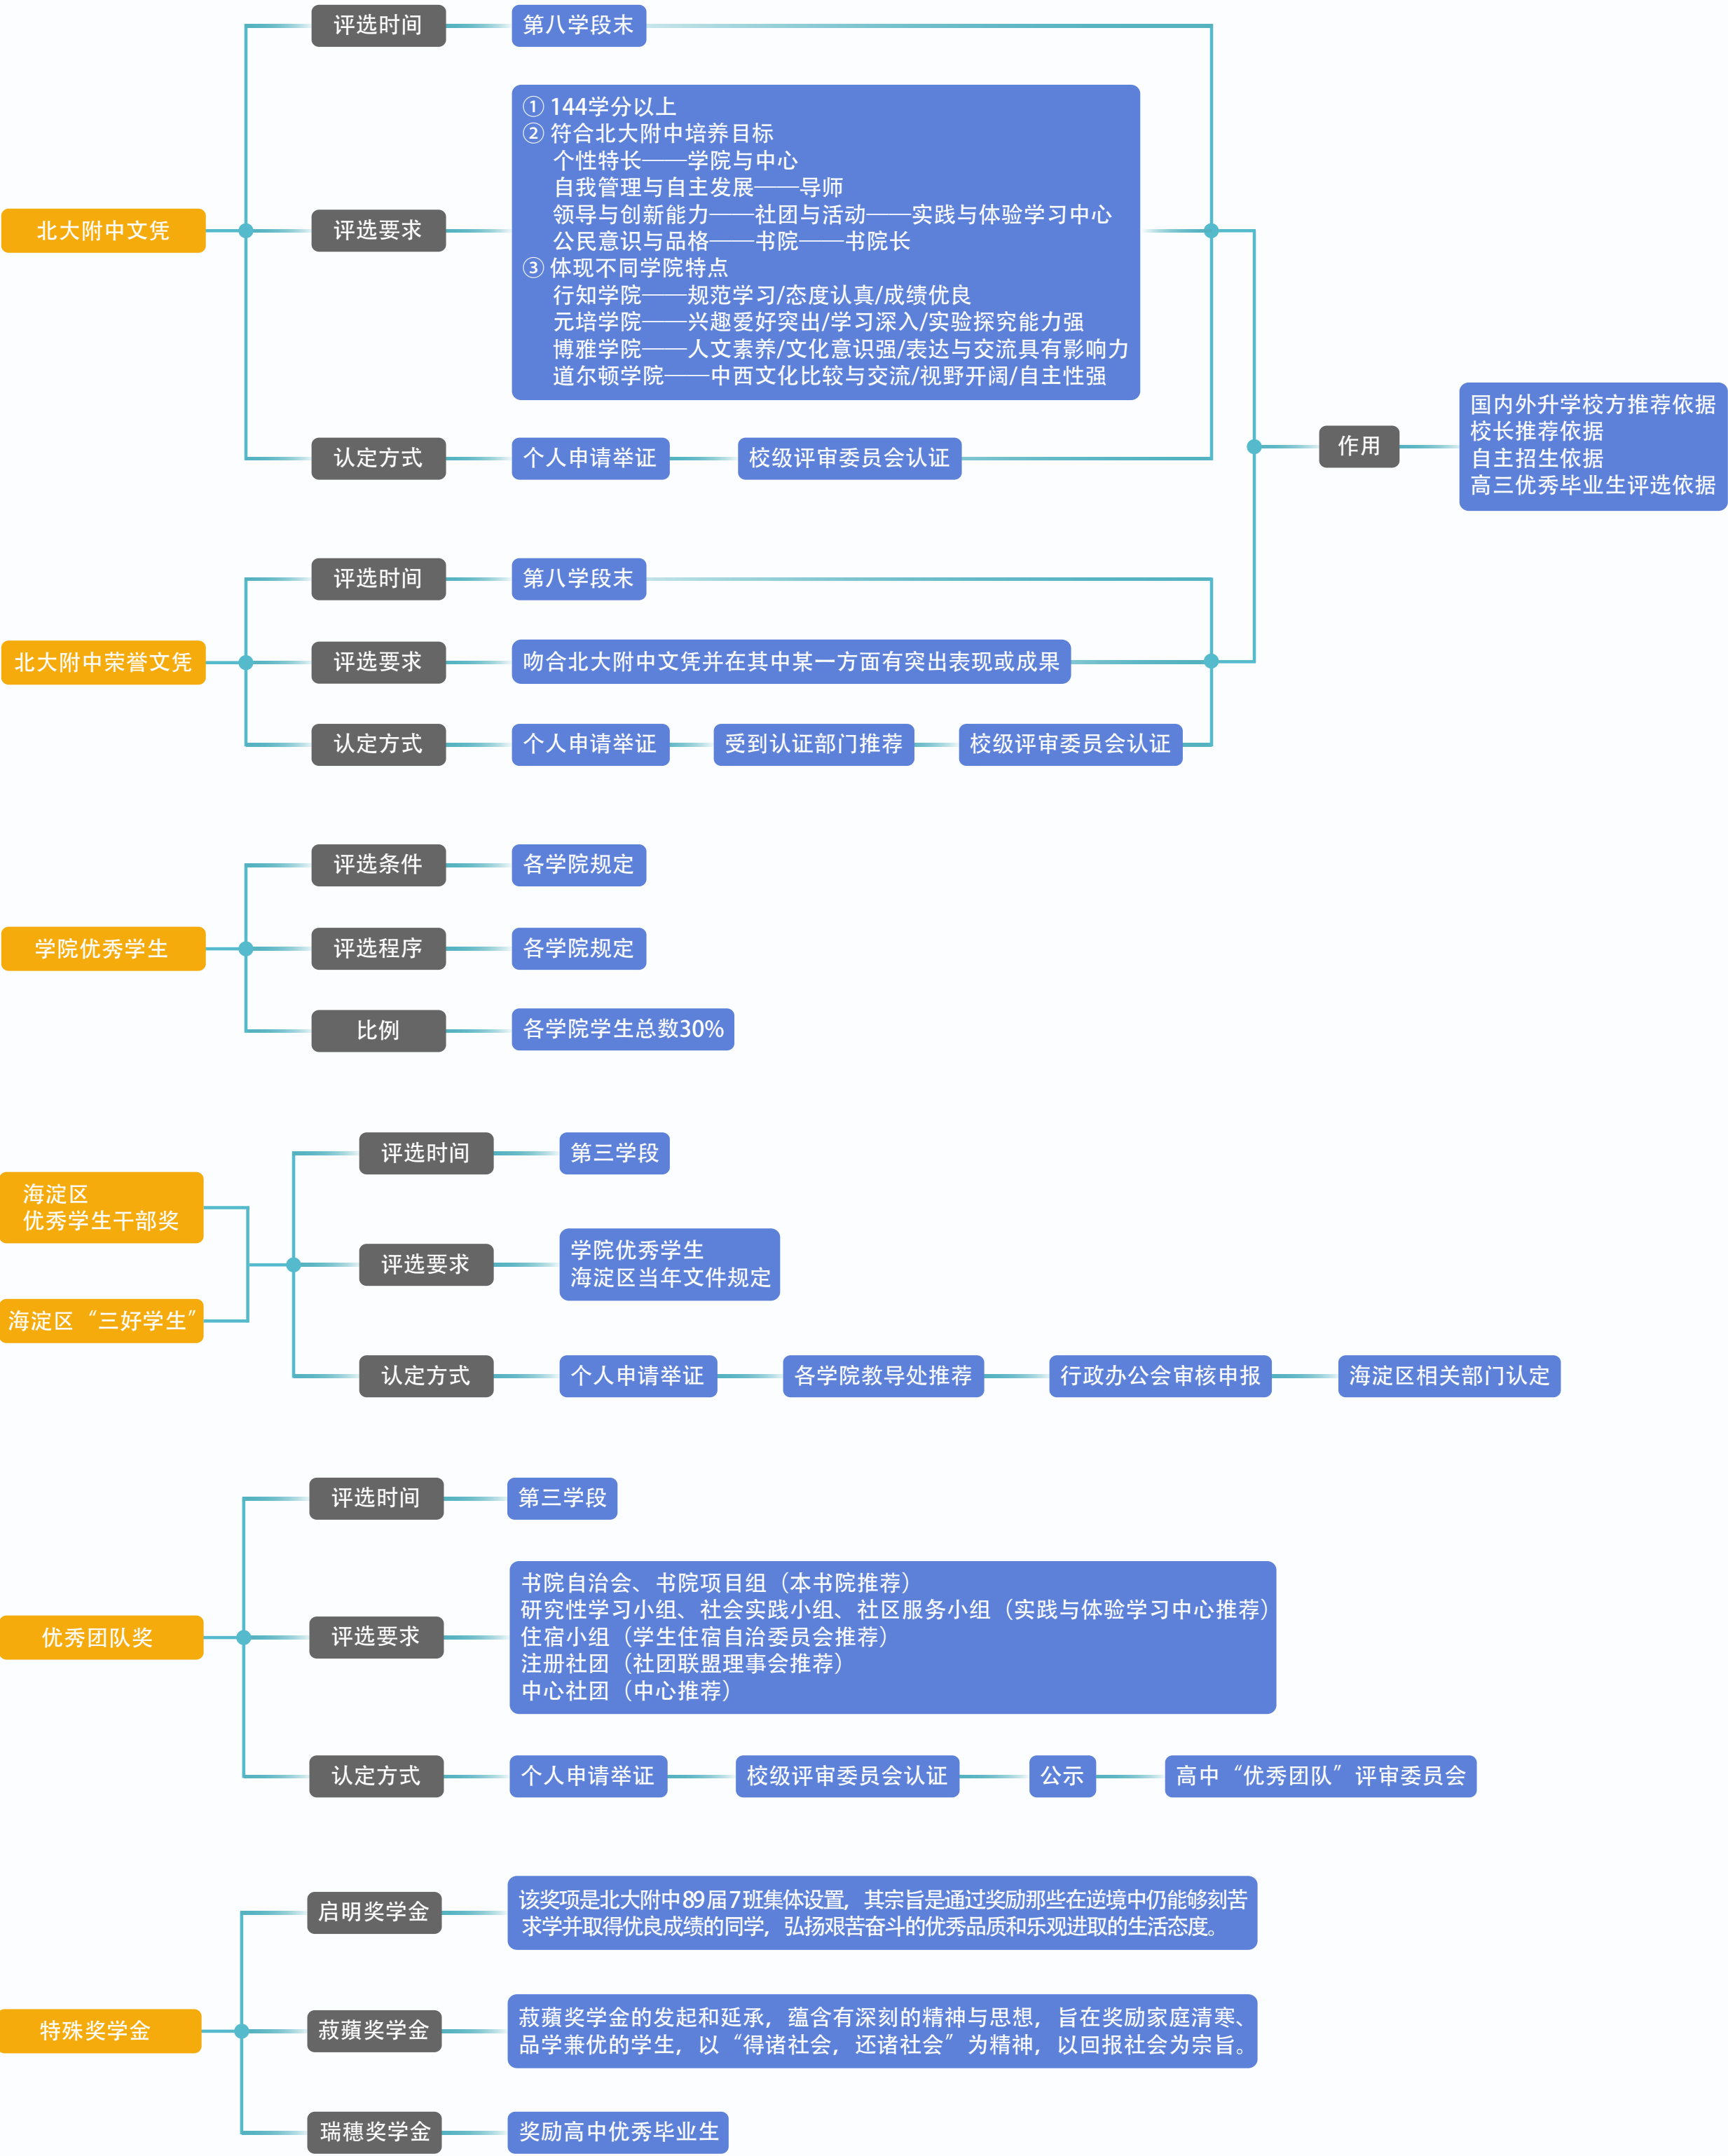 北大附中文凭
评选时间
第八学段末
评选要求
① 144学分以上
② 符合北大附中培养目标
个性特长——学院与中心
自我管理与自主发展——导师
领导与创新能力——社团与活动——实践与体验学习中心
公民意识与品格——书院——书院长
③ 体现不同学院特点
行知学院——规范学习/态度认真/成绩优良
元培学院——兴趣爱好突出/学习深入/实验探究能力强
博雅学院——人文素养/文化意识强/表达与交流具有影响力
道尔顿学院——中西文化比较与交流/视野开阔/自主性强
认定方式
个人申请举证
校级评审委员会认证
作用
国内外升学校方推荐依据
校长推荐依据
自主招生依据
高三优秀毕业生评选依据
北大附中荣誉文凭
评选时间
第八学段末
评选要求
吻合北大附中文凭并在其中某一方面有突出表现或成果
认定方式
个人申请举证
受到认证部门推荐
校级评审委员会认证
学院优秀学生
评选条件
各学院规定
评选程序
各学院规定
比例
各学院学生总数30%
海淀区
优秀学生干部奖
海淀区“三好学生”
评选时间
第三学段
评选要求
学院优秀学生
海淀区当年文件规定
认定方式
个人申请举证
各学院教导处推荐
行政办公会审核申报
海淀区相关部门认定
优秀团队奖
评选时间
第三学段
评选要求
书院自治会、书院项目组（本书院推荐）
研究性学习小组、社会实践小组、社区服务小组（实践与体验学习中心推荐）
住宿小组（学生住宿自治委员会推荐）
注册社团（社团联盟理事会推荐）
中心社团（中心推荐）
认定方式
个人申请举证
校级评审委员会认证
公示
高中“优秀团队”评审委员会
特殊奖学金
启明奖学金
该奖项是北大附中89届7班集体设置，其宗旨是通过奖励那些在逆境中仍能够刻苦
求学并取得优良成绩的同学，弘扬艰苦奋斗的优秀品质和乐观进取的生活态度。
菽蘋奖学金
菽蘋奖学金的发起和延承，蕴含有深刻的精神与思想，旨在奖励家庭清寒、
品学兼优的学生，以“得诸社会，还诸社会”为精神，以回报社会为宗旨。
瑞穗奖学金
奖励高中优秀毕业生